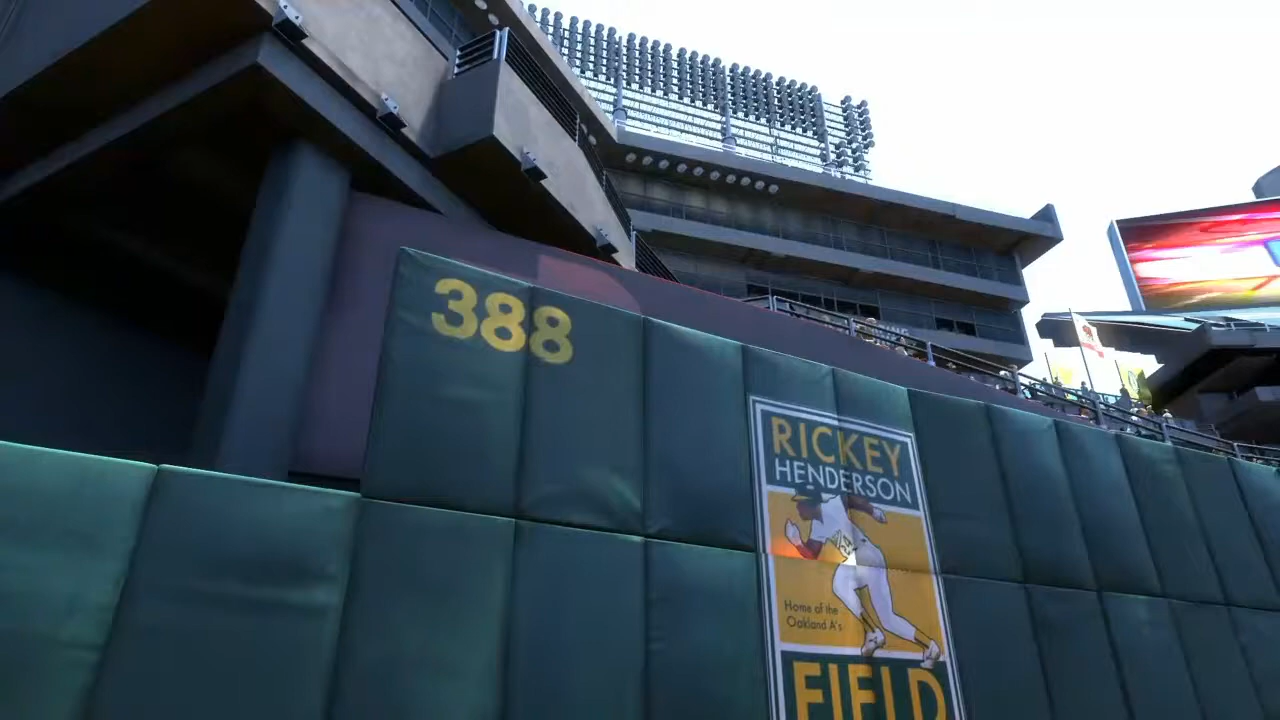 388
RICKEY
HENDERSON
Home of the
Oakland A's
FIELD